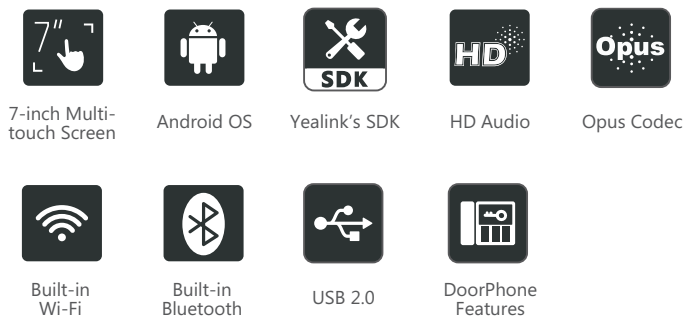 7"
SDK
HD
Opus
7-inch Multi-
touch Screen
Android OS
Yealink's SDK
HD Audio
Opus Codec
Built-in
Wi-Fi
Built-in
Bluetooth
USB 2.0
DoorPhone
Features